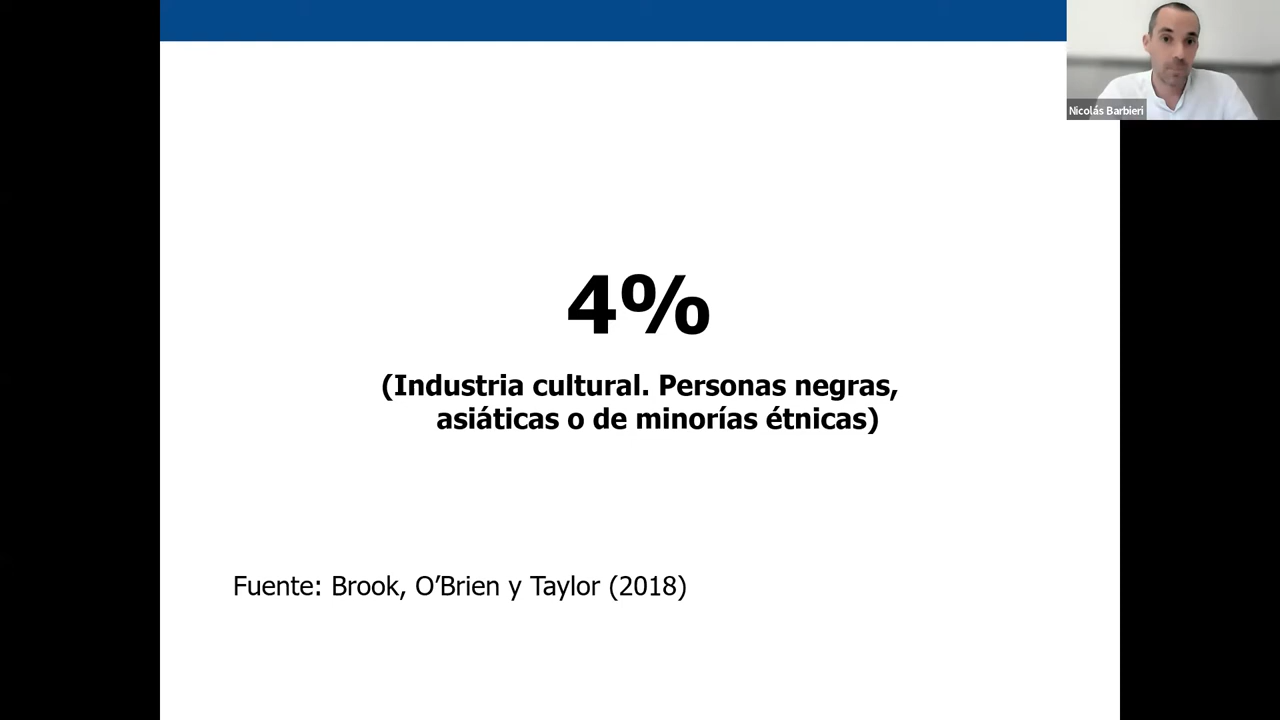 Nicolás Barbieri
4%
(Industria cultural. Personas negras,
asiáticas o de minorías étnicas)
Fuente: Brook, O’Brien y Taylor (2018)